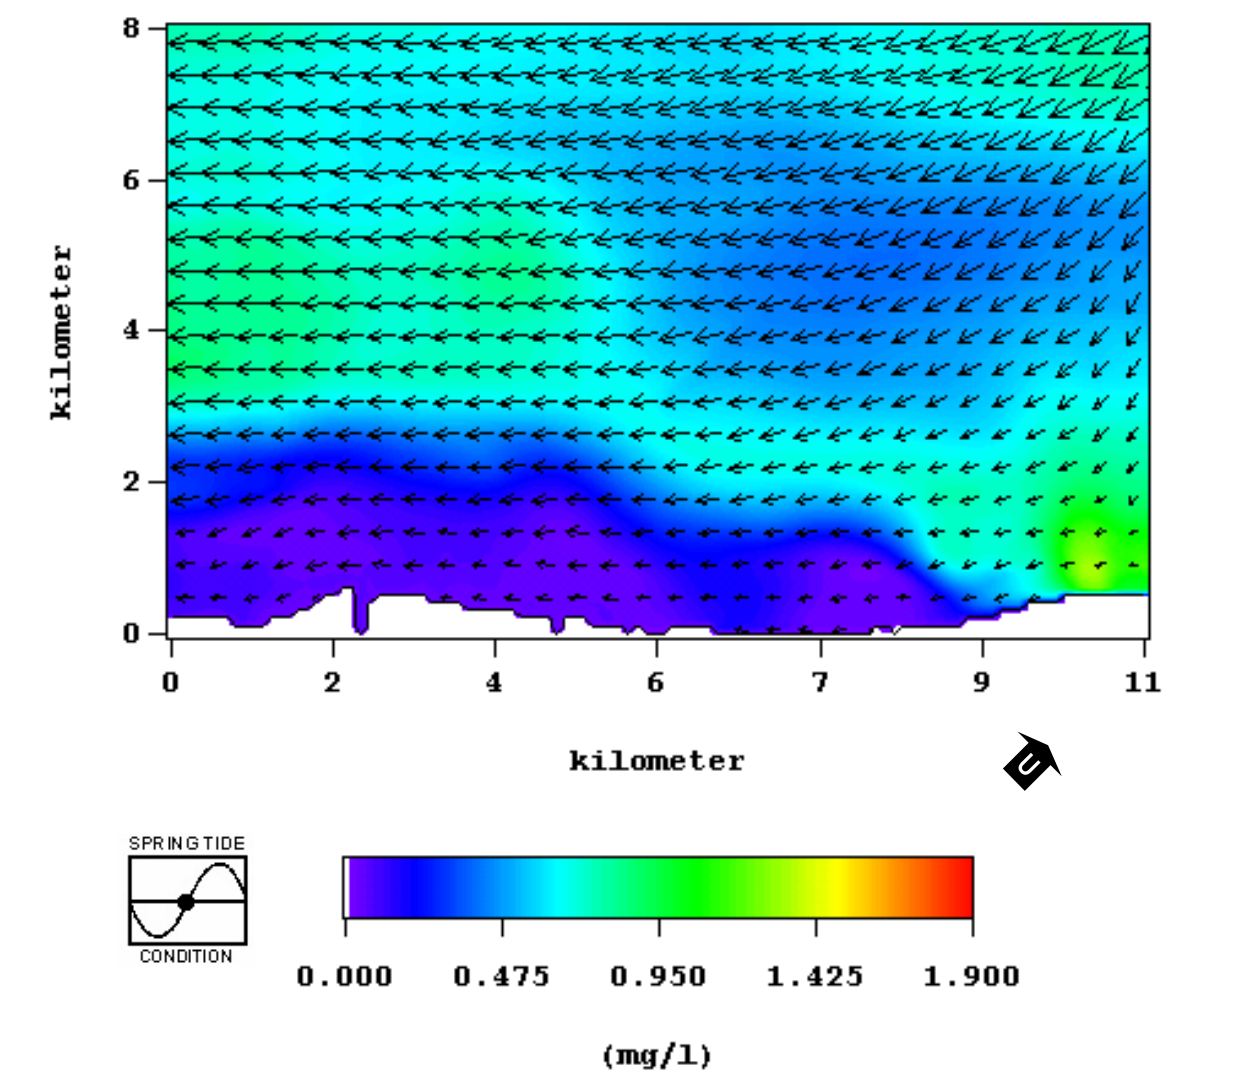 8
6
4
2
0
kilometer
0 2 4 6 7 9 11
kilometer
U
SPRING TIDE
CONDITION
0.000 0.475 0.950 1.425 1.900
(mg/l)